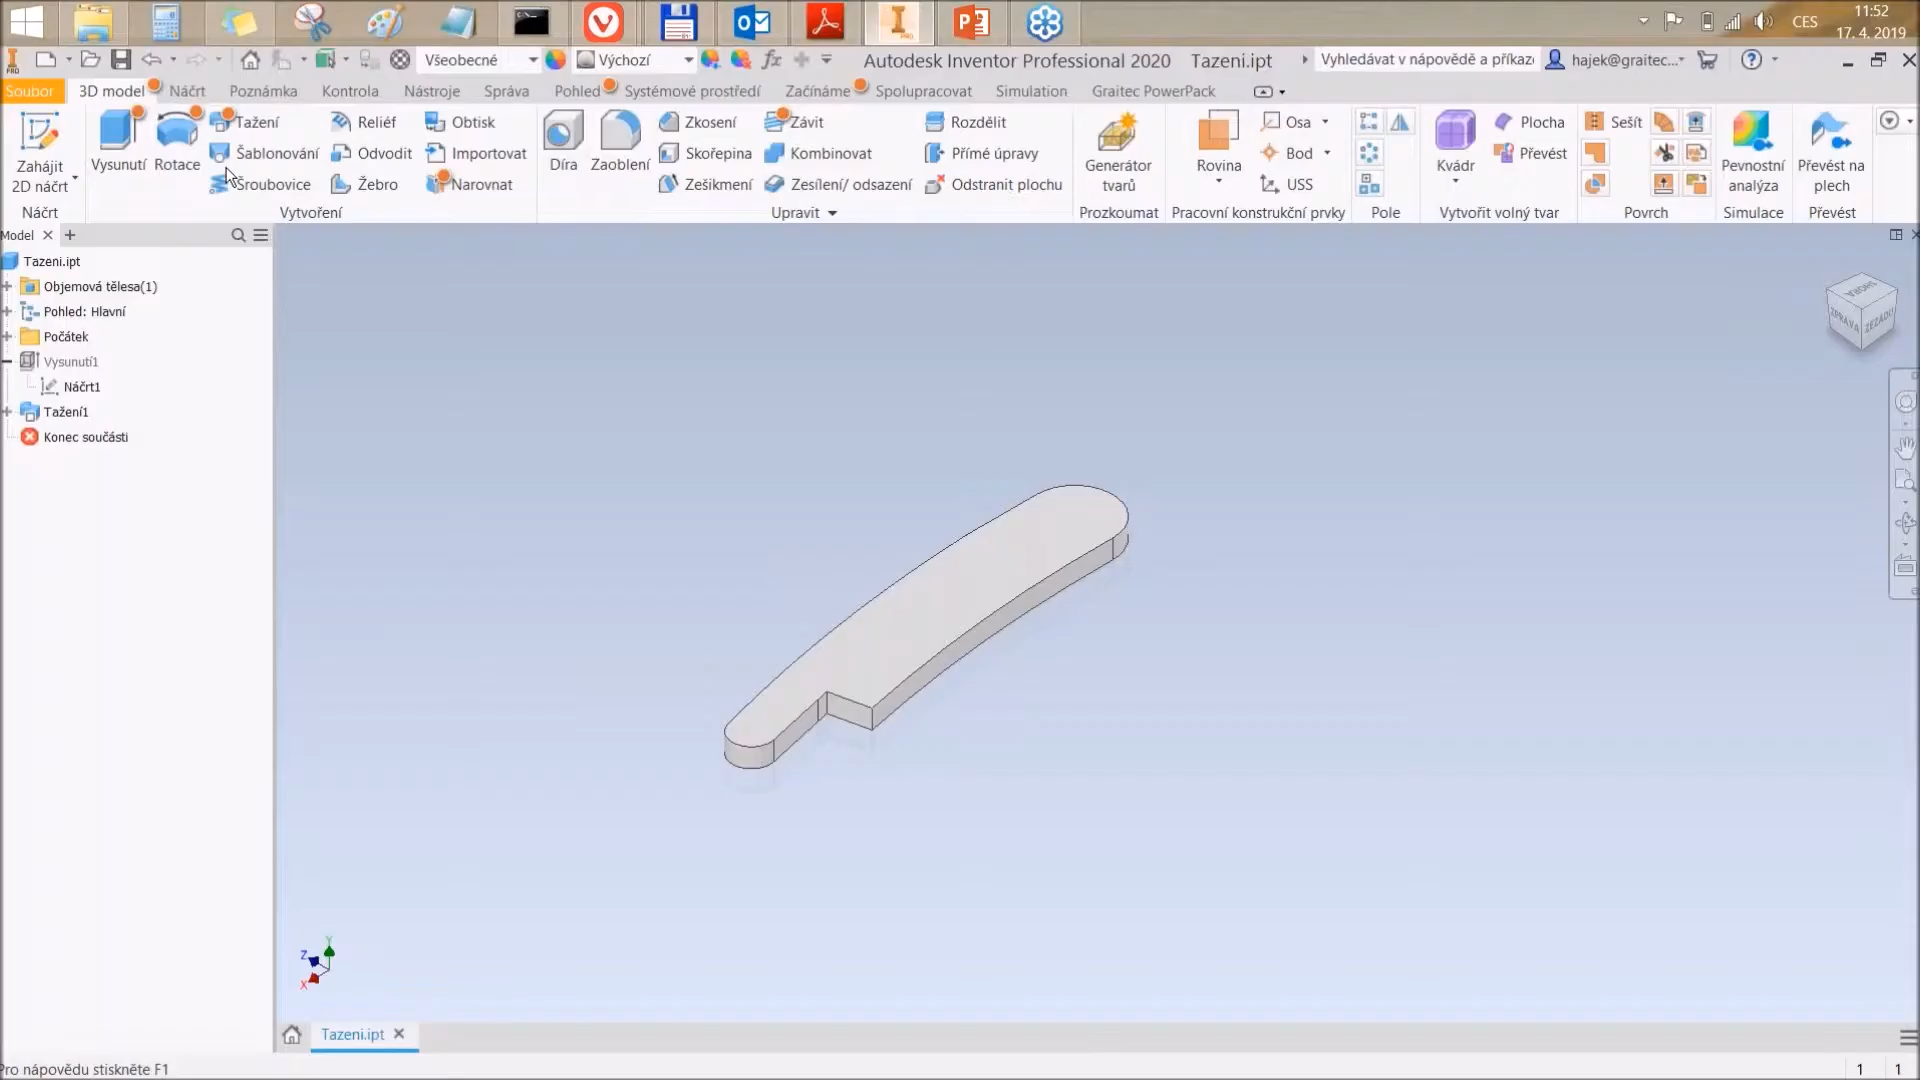 11:52
CES
17. 4. 2019
PRO
Všeobecné
Výchozí
Autodesk Inventor Professional 2020 Tazeni.ipt
Vyhledávat v nápovědě a příkaz
hajek@graitec...
Soubor
3D model
Náčrt
Poznámka
Kontrola
Nástroje
Správa
Pohled
Systémové prostředí
Začínáme
Spolupracovat
Simulation
Graitec PowerPack
Zahájit
2D náčrt
Náčrt
Vysunutí
Rotace
Tažení
Šablonování
Šroubovice
Reliéf
Odvodit
Žebro
Obtisk
Importovat
Narovnat
Vytvoření
Díra
Zaoblení
Zkosení
Skořepina
Zešikmení
Závit
Kombinovat
Zesílení/ odsazení
Rozdělit
Přímé úpravy
Odstranit plochu
Upravit
Generátor
tvarů
Prozkoumat
Rovina
Osa
Bod
USS
Pracovní konstrukční prvky
Pole
Kvádr
Plocha
Převést
Vytvořit volný tvar
Sešít
Povrch
Pevnostní
analýza
Simulace
Převést na
plech
Převést
Model
Tazeni.ipt
Objemová tělesa(1)
Pohled: Hlavní
Počátek
Vysunutí1
Náčrt1
Tažení1
Konec součásti
SHORA
ZPRAVA
ZEZADU
Y
Z
X
Tazeni.ipt
Pro nápovědu stiskněte F1
1
1